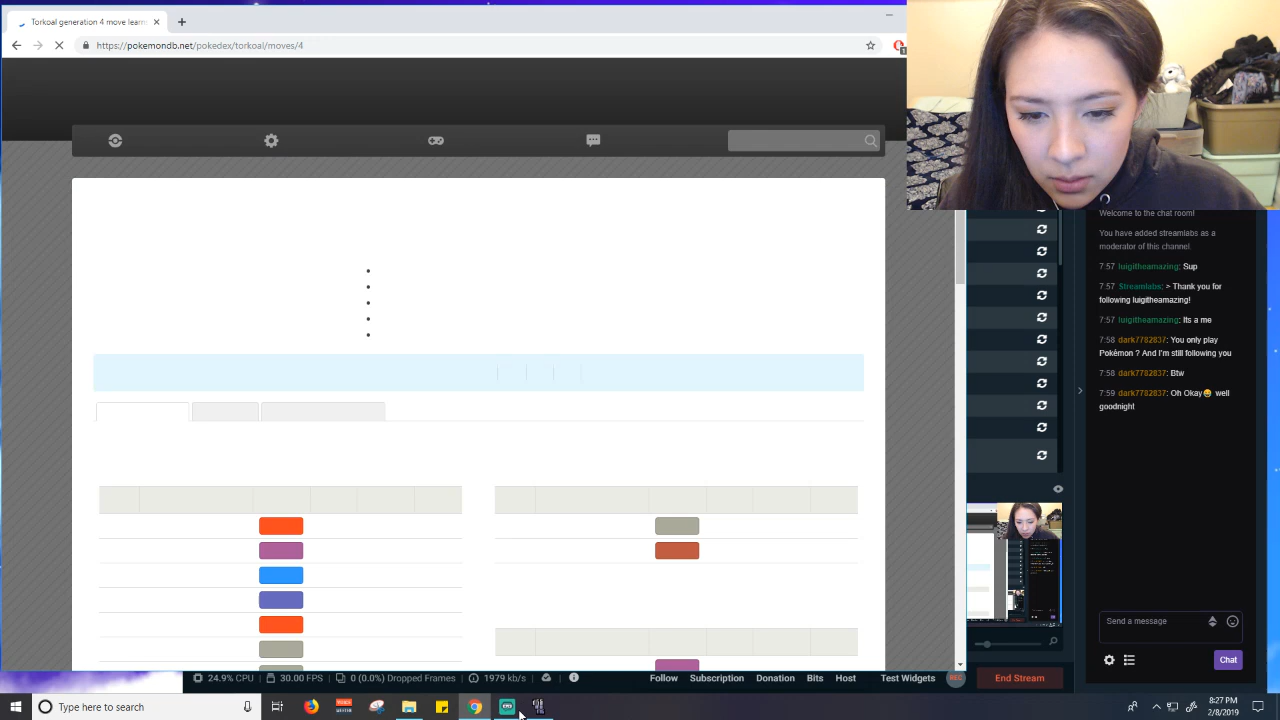 Torkoal generation 4 move learn
https://pokemondb.net/pokedex/torkoal/moves/4
1
Welcome to the chat room!
You have added streamlabs as a
moderator of this channel.
7:57 luigitheamazing: Sup
7:57 Streamlabs: > Thank you for
following luigitheamazing!
7:57 luigitheamazing: Its a me
7:58 dark7782837: You only play
Pokémon ? And I'm still following you
7:58 dark7782837: Btw
7:59 dark7782837: Oh Okay😄 well
goodnight
Send a message
Chat
24.9% CPU 30.00 FPS 0 (0.0%) Dropped Frames 1979 kb/s Follow Subscription Donation Bits Host Test Widgets REC End Stream
Type here to search
8:27 PM
2/8/2019